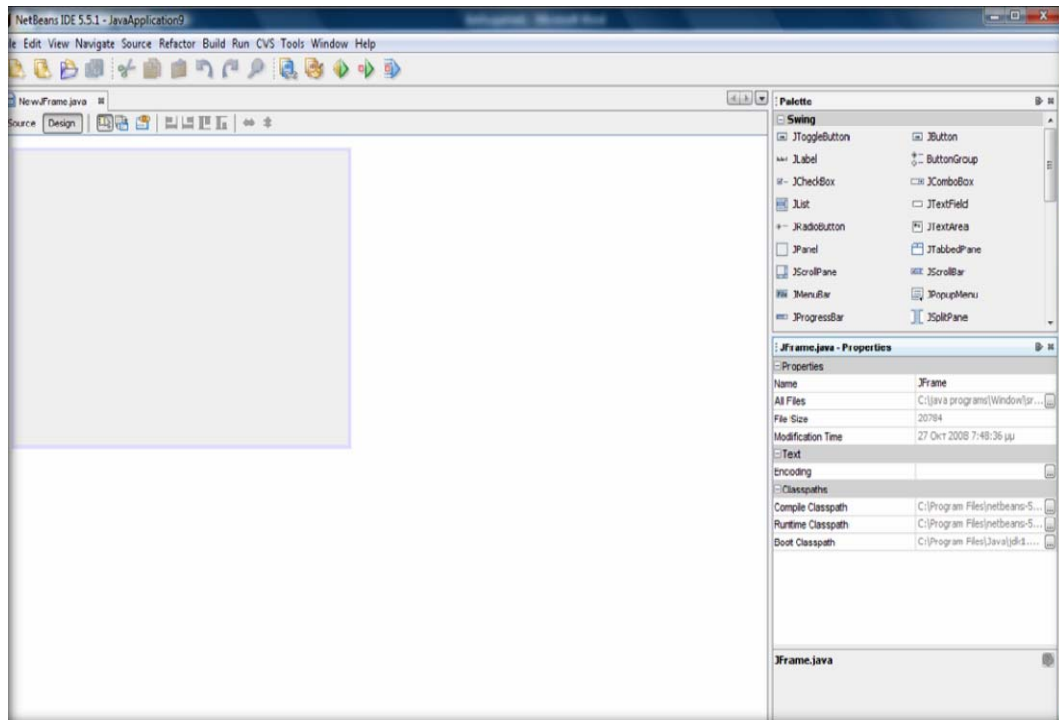 NetBeans IDE 5.5.1 - JavaApplication9
le Edit View Navigate Source Refactor Build Run CVS Tools Window Help
NewJFrame.java
Source Design
Palette
Swing
JToggleButton JButton
JLabel ButtonGroup
JCheckBox JComboBox
JList JTextField
JRadioButton JTextArea
JPanel JTabbedPane
JScrollPane JScrollBar
JMenuBar JPopupMenu
JProgressBar JSplitPane
JFrame.java - Properties
Properties
Name JFrame
All Files C:\java programs\Window\sr...
File Size 20784
Modification Time 27 Οκτ 2008 7:48:36 μμ
Text
Encoding
Classpaths
Compile Classpath C:\Program Files\netbeans-5...
Runtime Classpath C:\Program Files\netbeans-5...
Boot Classpath C:\Program Files\Java\jdk1....
JFrame.java